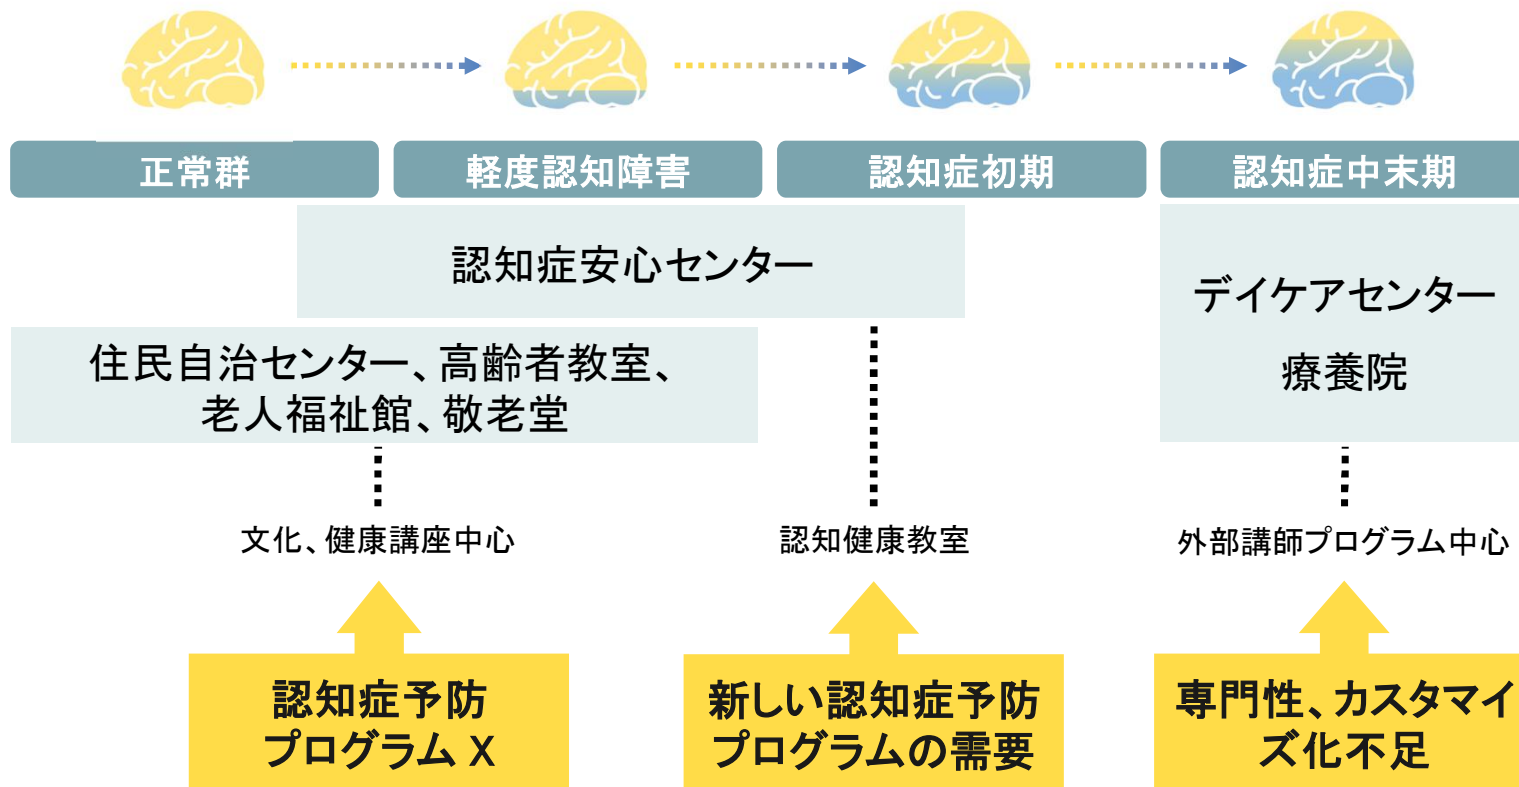 正常群
軽度認知障害
認知症初期
認知症中末期
認知症安心センター
デイケアセンター
療養院
住民自治センター、高齢者教室、
老人福祉館、敬老堂
文化、健康講座中心
認知健康教室
外部講師プログラム中心
認知症予防
プログラム X
新しい認知症予防
プログラムの需要
専門性、カスタマイ
ズ化不足